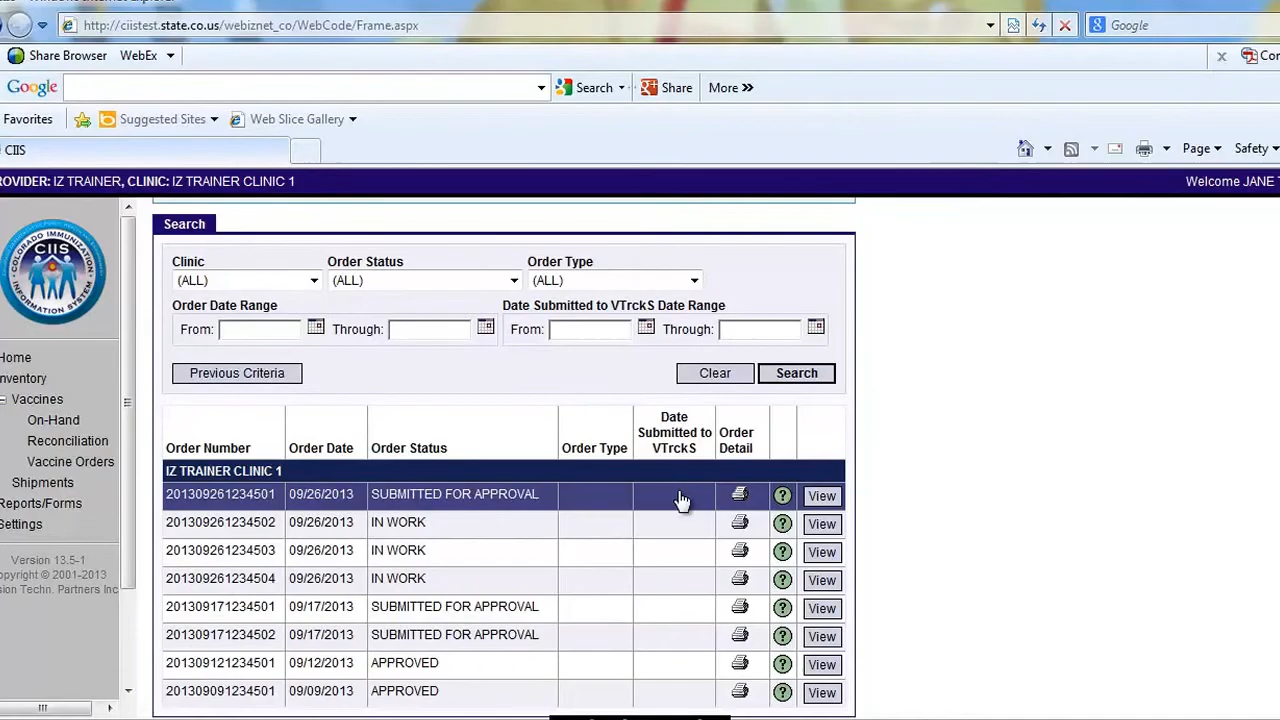 http://ciistest.state.co.us/webiznet_co/WebCode/Frame.aspx
Google
Share Browser WebEx
Google Search Share More »
Favorites Suggested Sites Web Slice Gallery
CIIS Page Safety
IZ TRAINER, CLINIC: IZ TRAINER CLINIC 1 Welcome JANE
CIIS
COLORADO IMMUNIZATION
INFORMATION SYSTEM
Home
Vaccines
On-Hand
Reconciliation
Vaccine Orders
Shipments
Reports/Forms
Version 13.5-1
2001-2013
Techn. Partners Inc
Search
Clinic Order Status Order Type
(ALL) (ALL) (ALL)
Order Date Range Date Submitted to VTrckS Date Range
From: Through: From: Through:
Previous Criteria Clear Search
Order Number Order Date Order Status Order Type Date Submitted to VTrckS Order Detail
IZ TRAINER CLINIC 1
201309261234501 09/26/2013 SUBMITTED FOR APPROVAL ? View
201309261234502 09/26/2013 IN WORK ? View
201309261234503 09/26/2013 IN WORK ? View
201309261234504 09/26/2013 IN WORK ? View
201309171234501 09/17/2013 SUBMITTED FOR APPROVAL ? View
201309171234502 09/17/2013 SUBMITTED FOR APPROVAL ? View
201309121234501 09/12/2013 APPROVED ? View
201309091234501 09/09/2013 APPROVED ? View